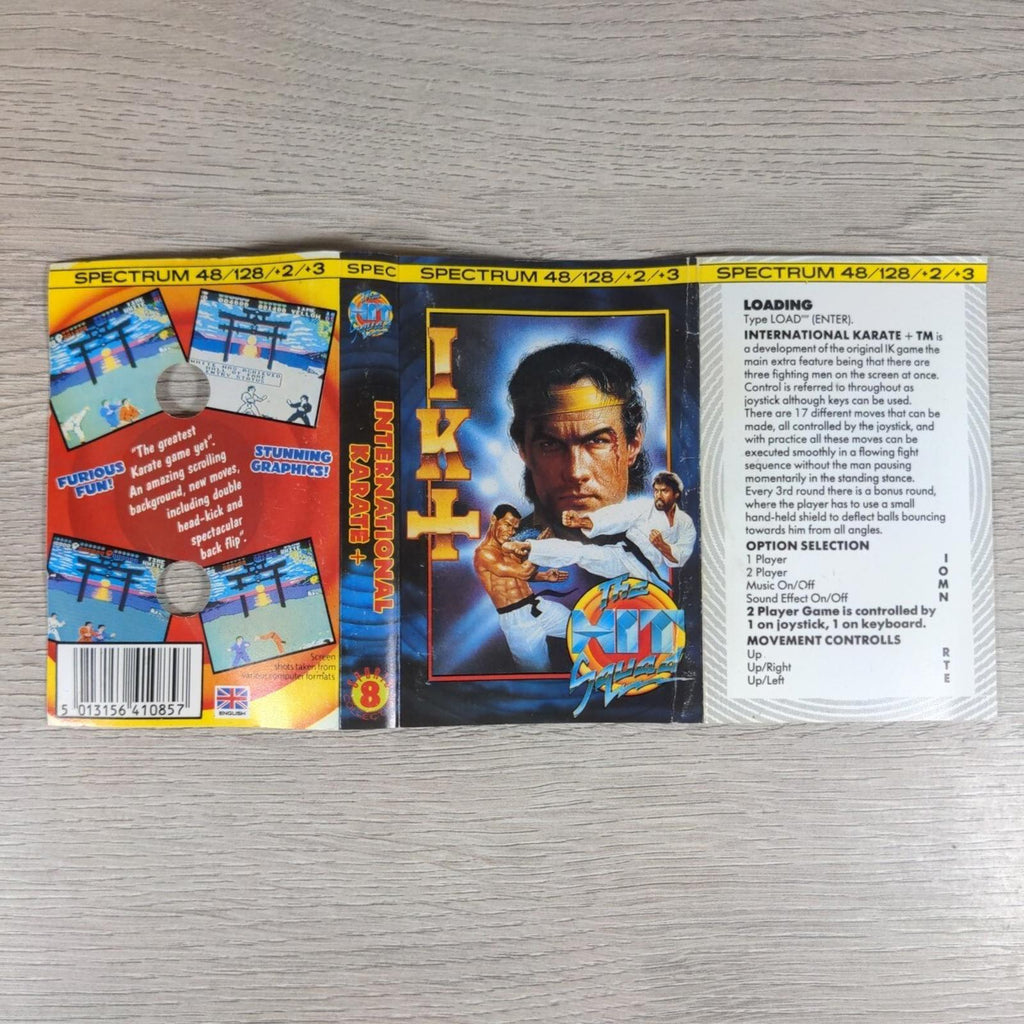 SPECTRUM 48/128/+2/+3
"The greatest
Karate game yet".
An amazing scrolling
background, new moves,
including double
head-kick and
spectacular
back flip".
FURIOUS
FUN!
STUNNING
GRAPHICS!
Screen
shots taken from
various computer formats
5 013156 410857
ENGLISH
SPEC
The
HIT
Squad
INTERNATIONAL
KARATE +
8
SPECTRUM 48/128/+2/+3
IK+
The
HIT
Squad
SPECTRUM 48/128/+2/+3
LOADING
Type LOAD"" (ENTER).
INTERNATIONAL KARATE + TM is
a development of the original IK game the
main extra feature being that there are
three fighting men on the screen at once.
Control is referred to throughout as
joystick although keys can be used.
There are 17 different moves that can be
made, all controlled by the joystick, and
with practice all these moves can be
executed smoothly in a flowing fight
sequence without the man pausing
momentarily in the standing stance.
Every 3rd round there is a bonus round,
where the player has to use a small
hand-held shield to deflect balls bouncing
towards him from all angles.
OPTION SELECTION
1 Player I
2 Player O
Music On/Off M
Sound Effect On/Off N
2 Player Game is controlled by
1 on joystick, 1 on keyboard.
MOVEMENT CONTROLLS
Up R
Up/Right T
Up/Left E